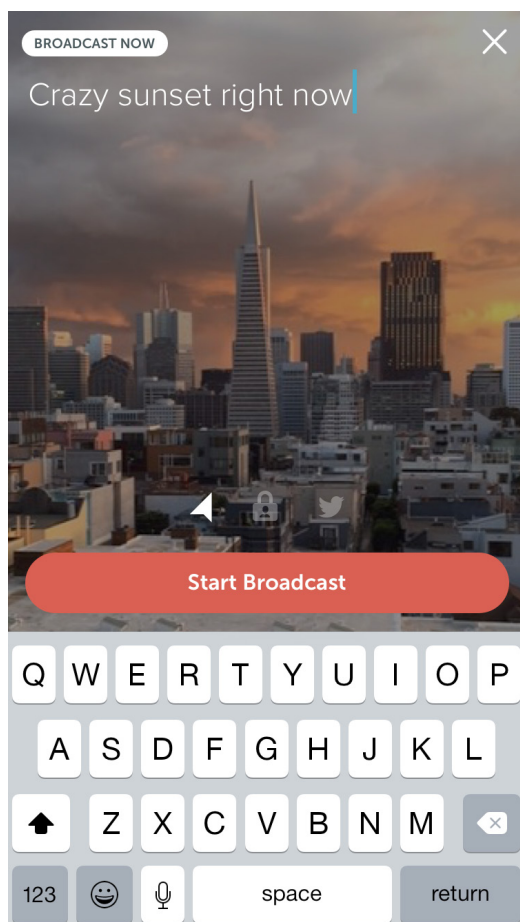 BROADCAST NOW
Crazy sunset right now
Start Broadcast
Q W E R T Y U I O P
A S D F G H J K L
Z X C V B N M
123 space return